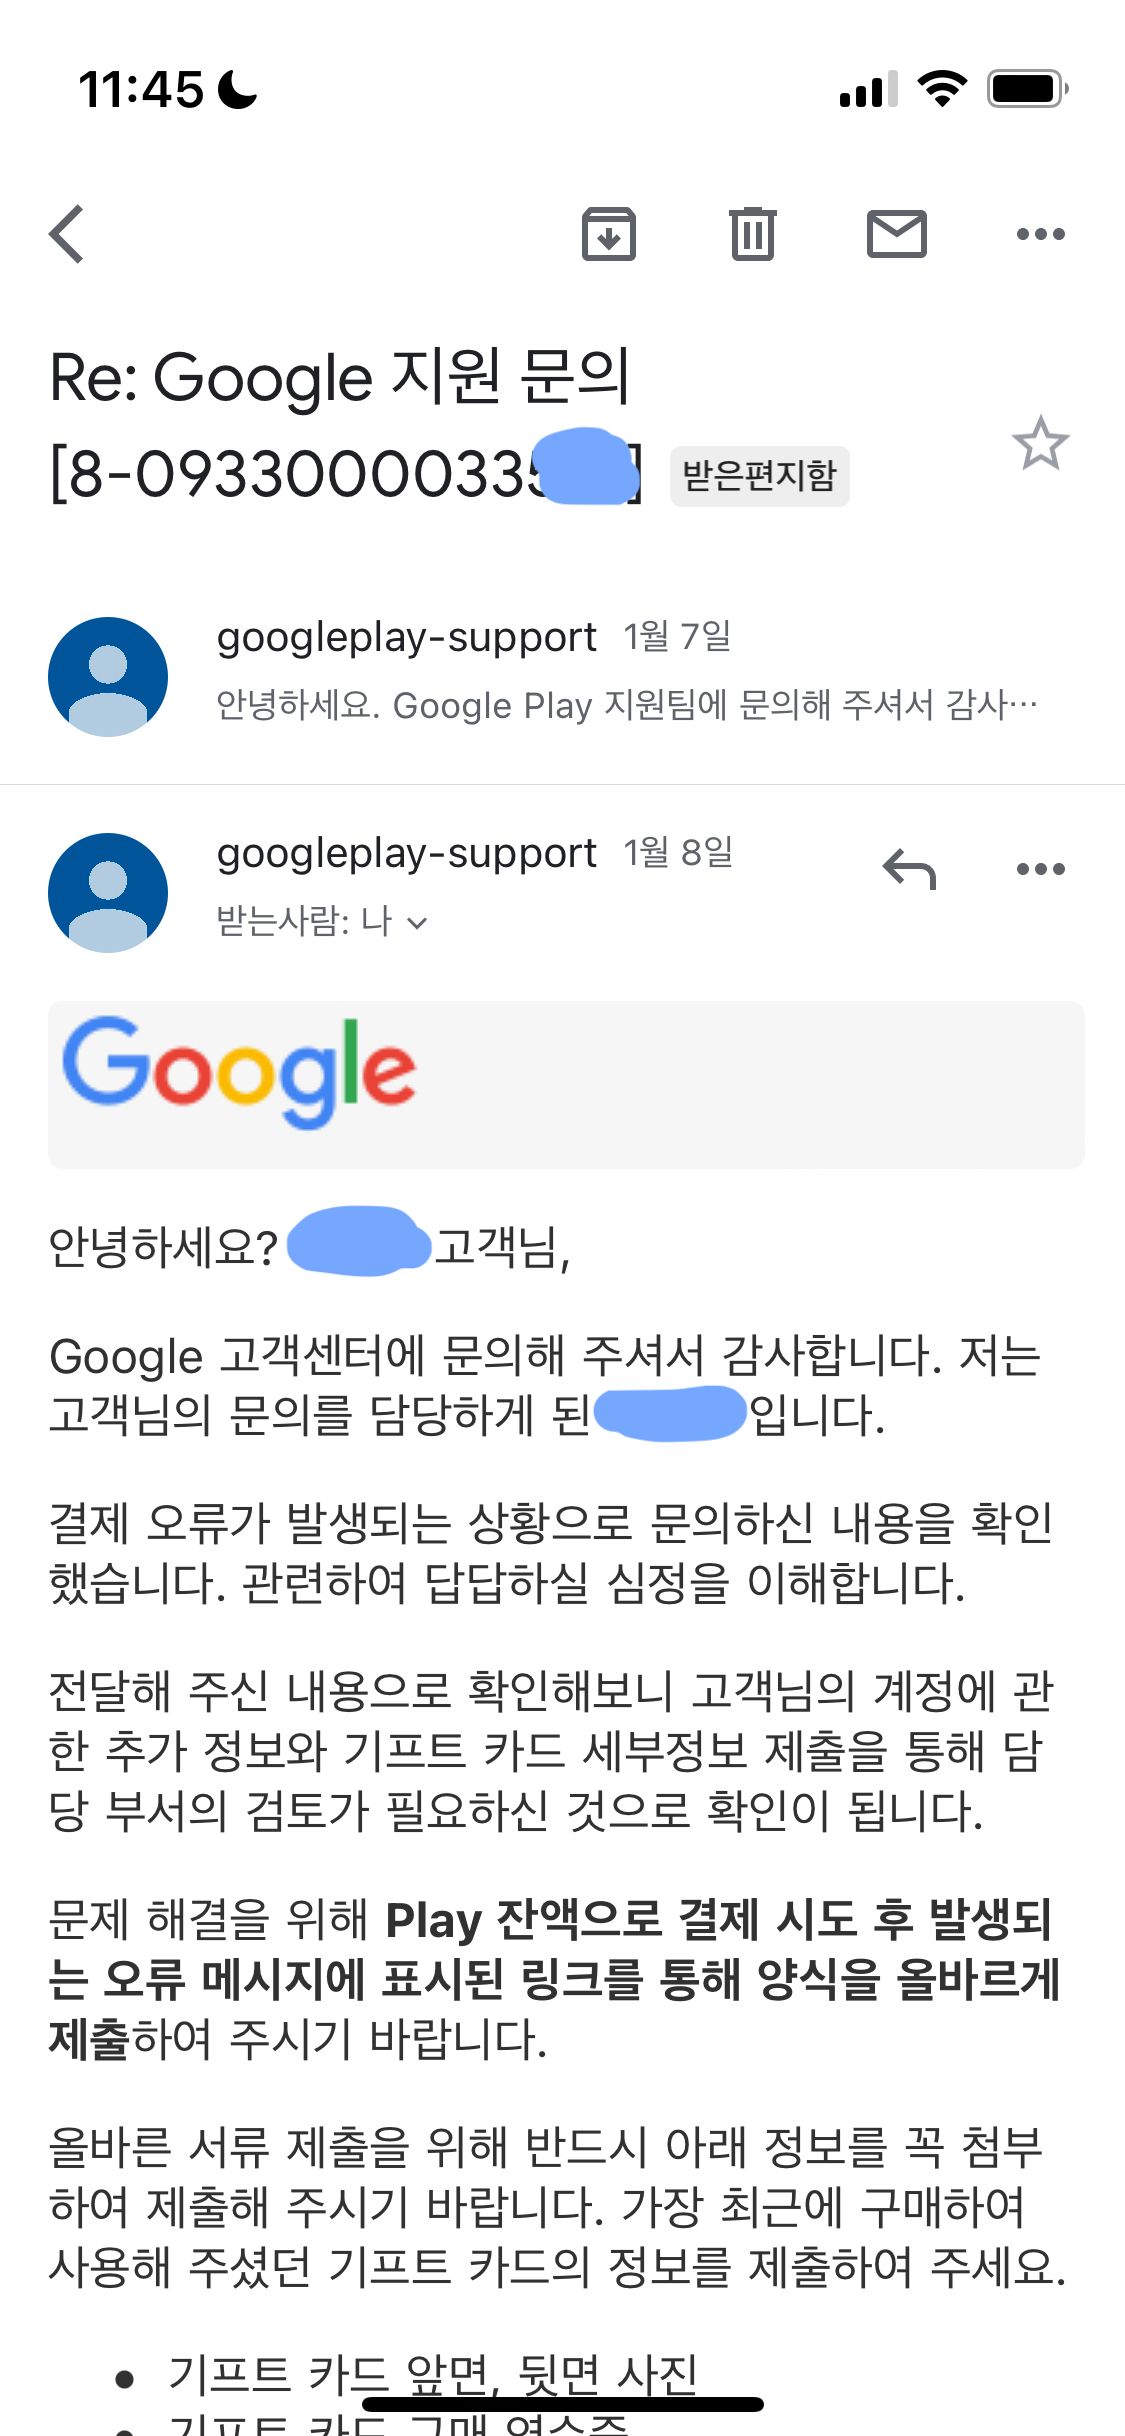 11:45
Re: Google 지원 문의
[8-0933000033 ] 받은편지함
googleplay-support 1월 7일
안녕하세요. Google Play 지원팀에 문의해 주셔서 감사…
googleplay-support 1월 8일
받는사람: 나
Google
안녕하세요? 고객님,
Google 고객센터에 문의해 주셔서 감사합니다. 저는
고객님의 문의를 담당하게 된 입니다.
결제 오류가 발생되는 상황으로 문의하신 내용을 확인
했습니다. 관련하여 답답하실 심정을 이해합니다.
전달해 주신 내용으로 확인해보니 고객님의 계정에 관
한 추가 정보와 기프트 카드 세부정보 제출을 통해 담
당 부서의 검토가 필요하신 것으로 확인이 됩니다.
문제 해결을 위해 Play 잔액으로 결제 시도 후 발생되
는 오류 메시지에 표시된 링크를 통해 양식을 올바르게
제출하여 주시기 바랍니다.
올바른 서류 제출을 위해 반드시 아래 정보를 꼭 첨부
하여 제출해 주시기 바랍니다. 가장 최근에 구매하여
사용해 주셨던 기프트 카드의 정보를 제출하여 주세요.
• 기프트 카드 앞면, 뒷면 사진
• 기프트 카드 구매 영수증